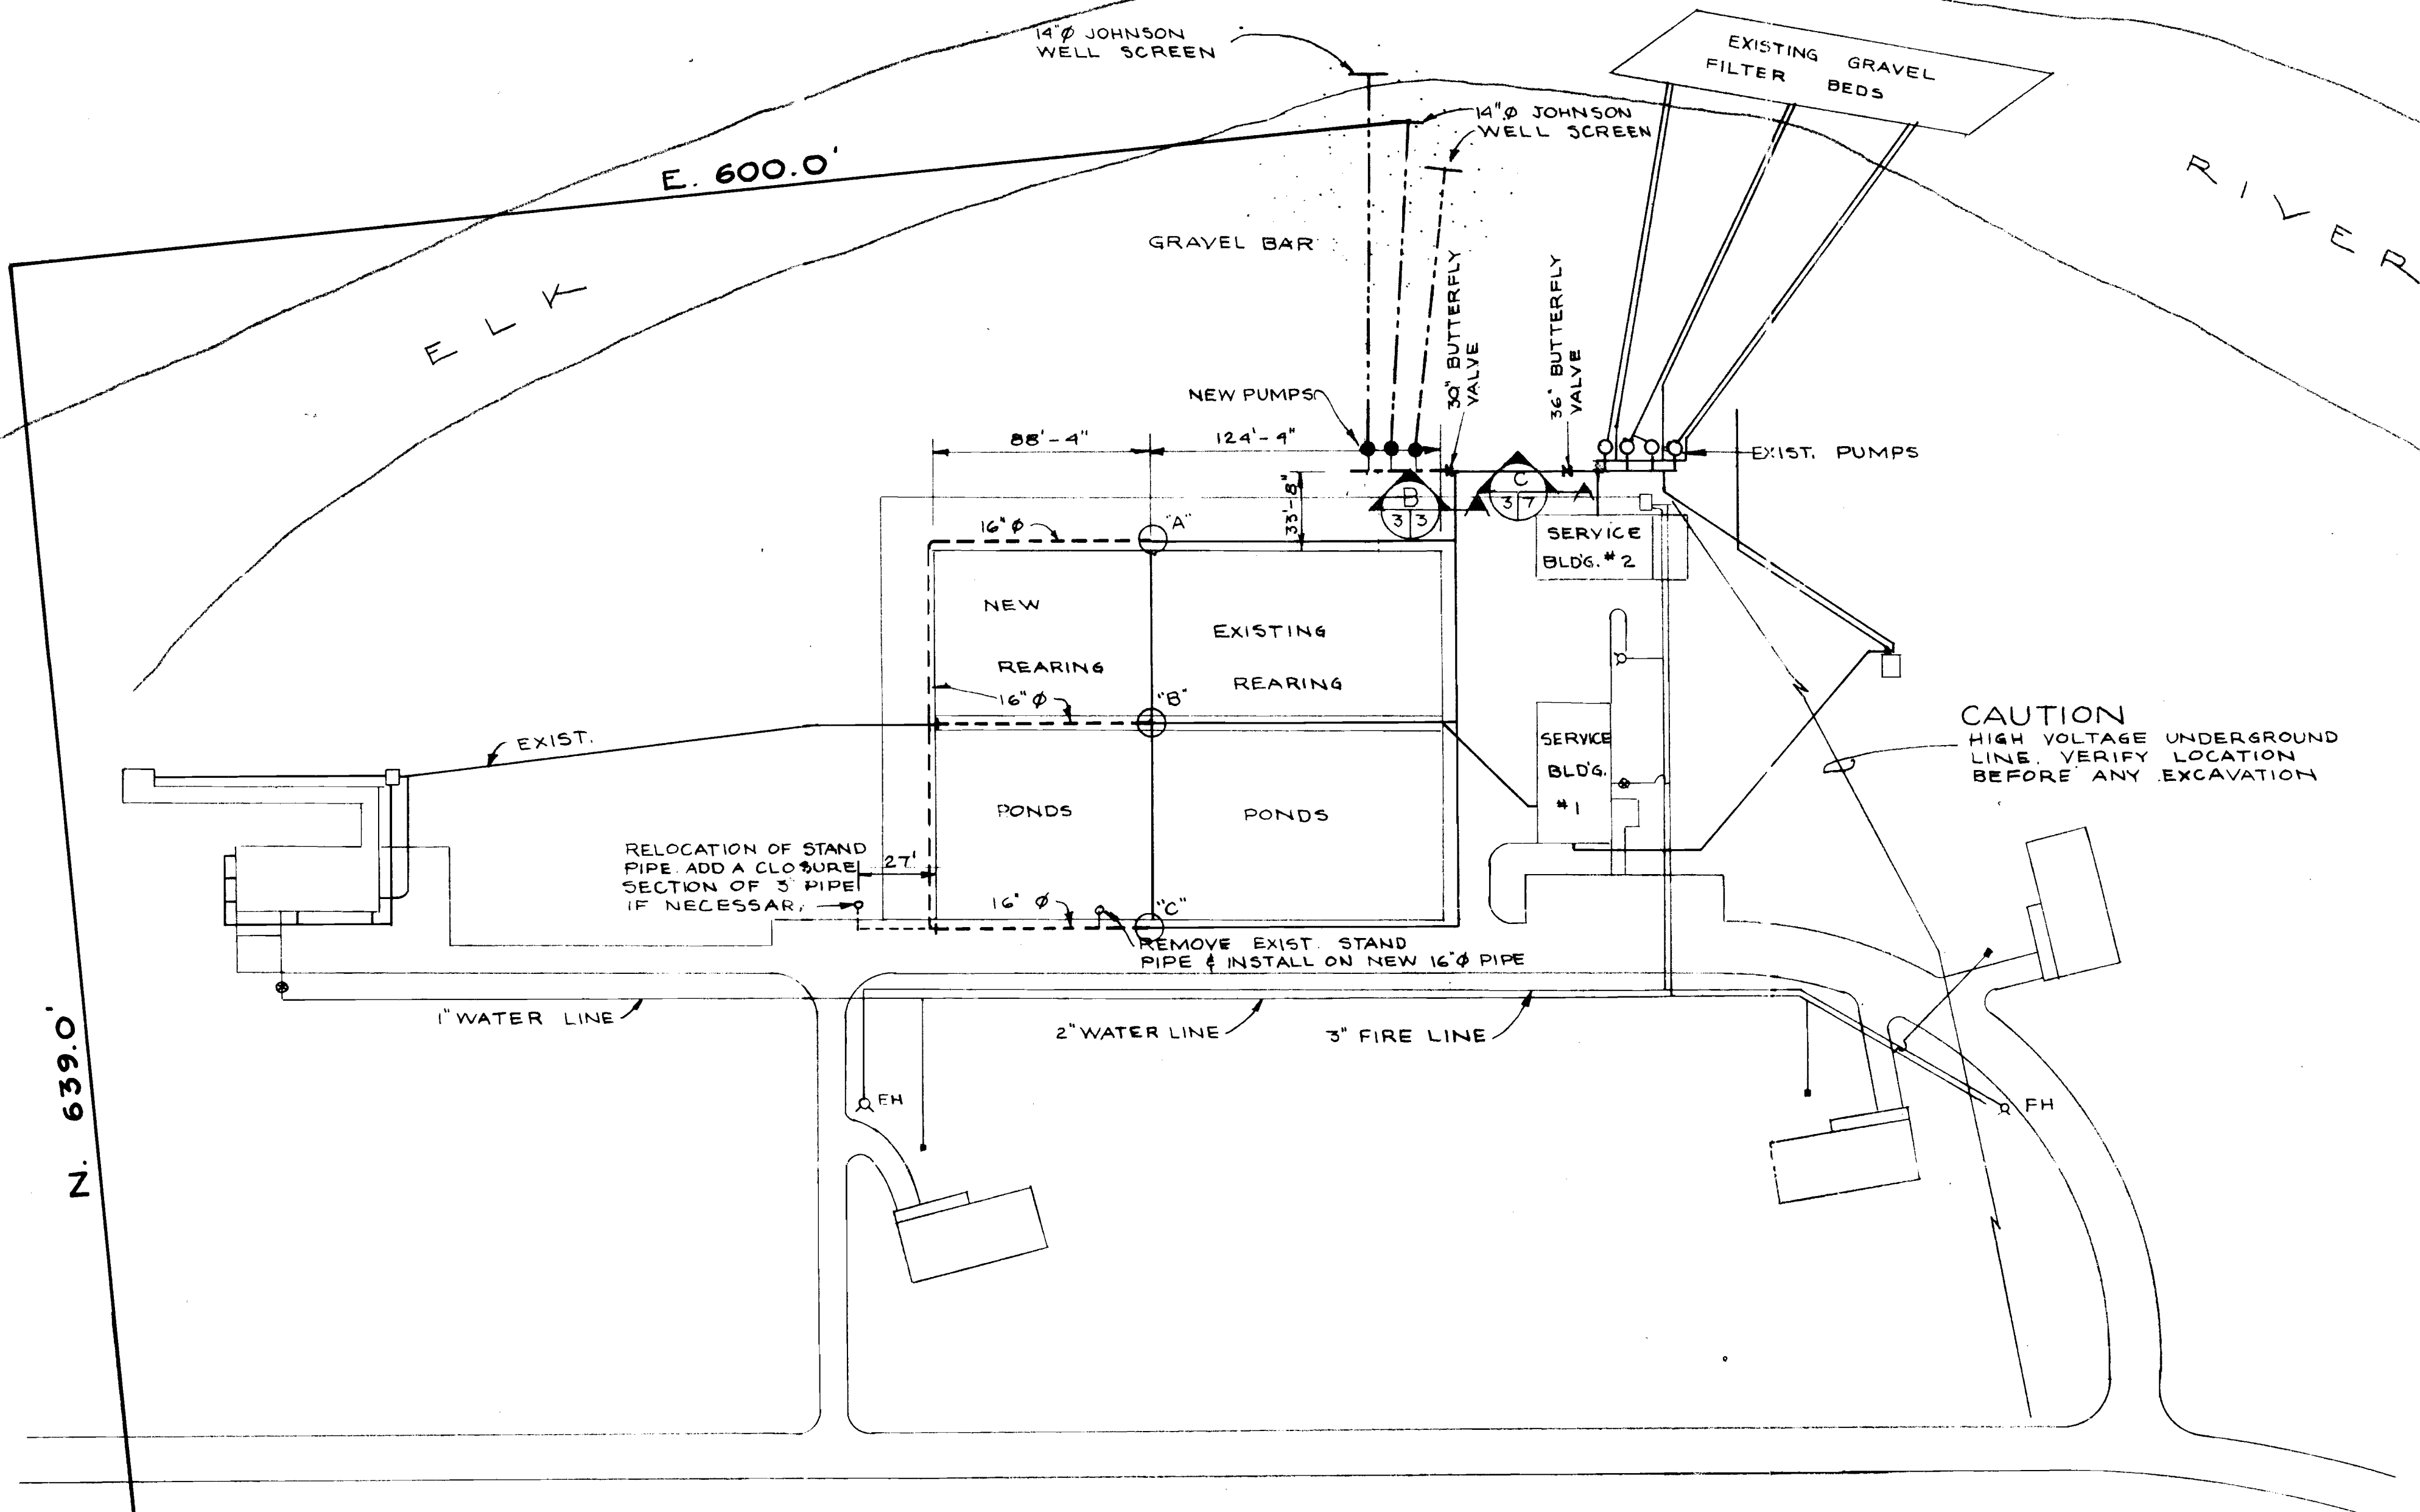 14"ø JOHNSON
WELL SCREEN
EXISTING GRAVEL
FILTER BEDS
14"ø JOHNSON
WELL SCREEN
E. 600.0'
RIVER
ELK
GRAVEL BAR
30" BUTTERFLY
VALVE
36" BUTTERFLY
VALVE
NEW PUMPS
88'-4"
124'-4"
EXIST. PUMPS
33'-8"
B
3 3
C
3 7
16"ø
"A"
SERVICE
BLDG. #2
NEW
REARING
EXISTING
REARING
16"ø
"B"
EXIST.
SERVICE
BLD'G.
#1
CAUTION
HIGH VOLTAGE UNDERGROUND
LINE. VERIFY LOCATION
BEFORE ANY EXCAVATION
PONDS
PONDS
RELOCATION OF STAND
PIPE. ADD A CLOSURE
SECTION OF 3" PIPE
IF NECESSAR
27'
16" ø
"C"
REMOVE EXIST. STAND
PIPE & INSTALL ON NEW 16"ø PIPE
1" WATER LINE
2" WATER LINE
3" FIRE LINE
N. 639.0'
FH
FH